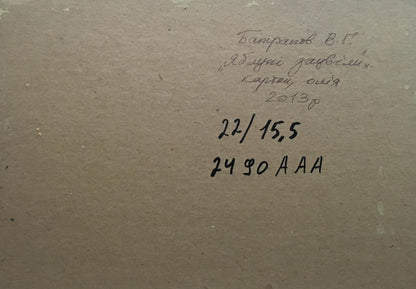 Батраков В.Г.
„Яблуні зацвіли".
картон, олія
2013р
22/15,5
2490 AAA